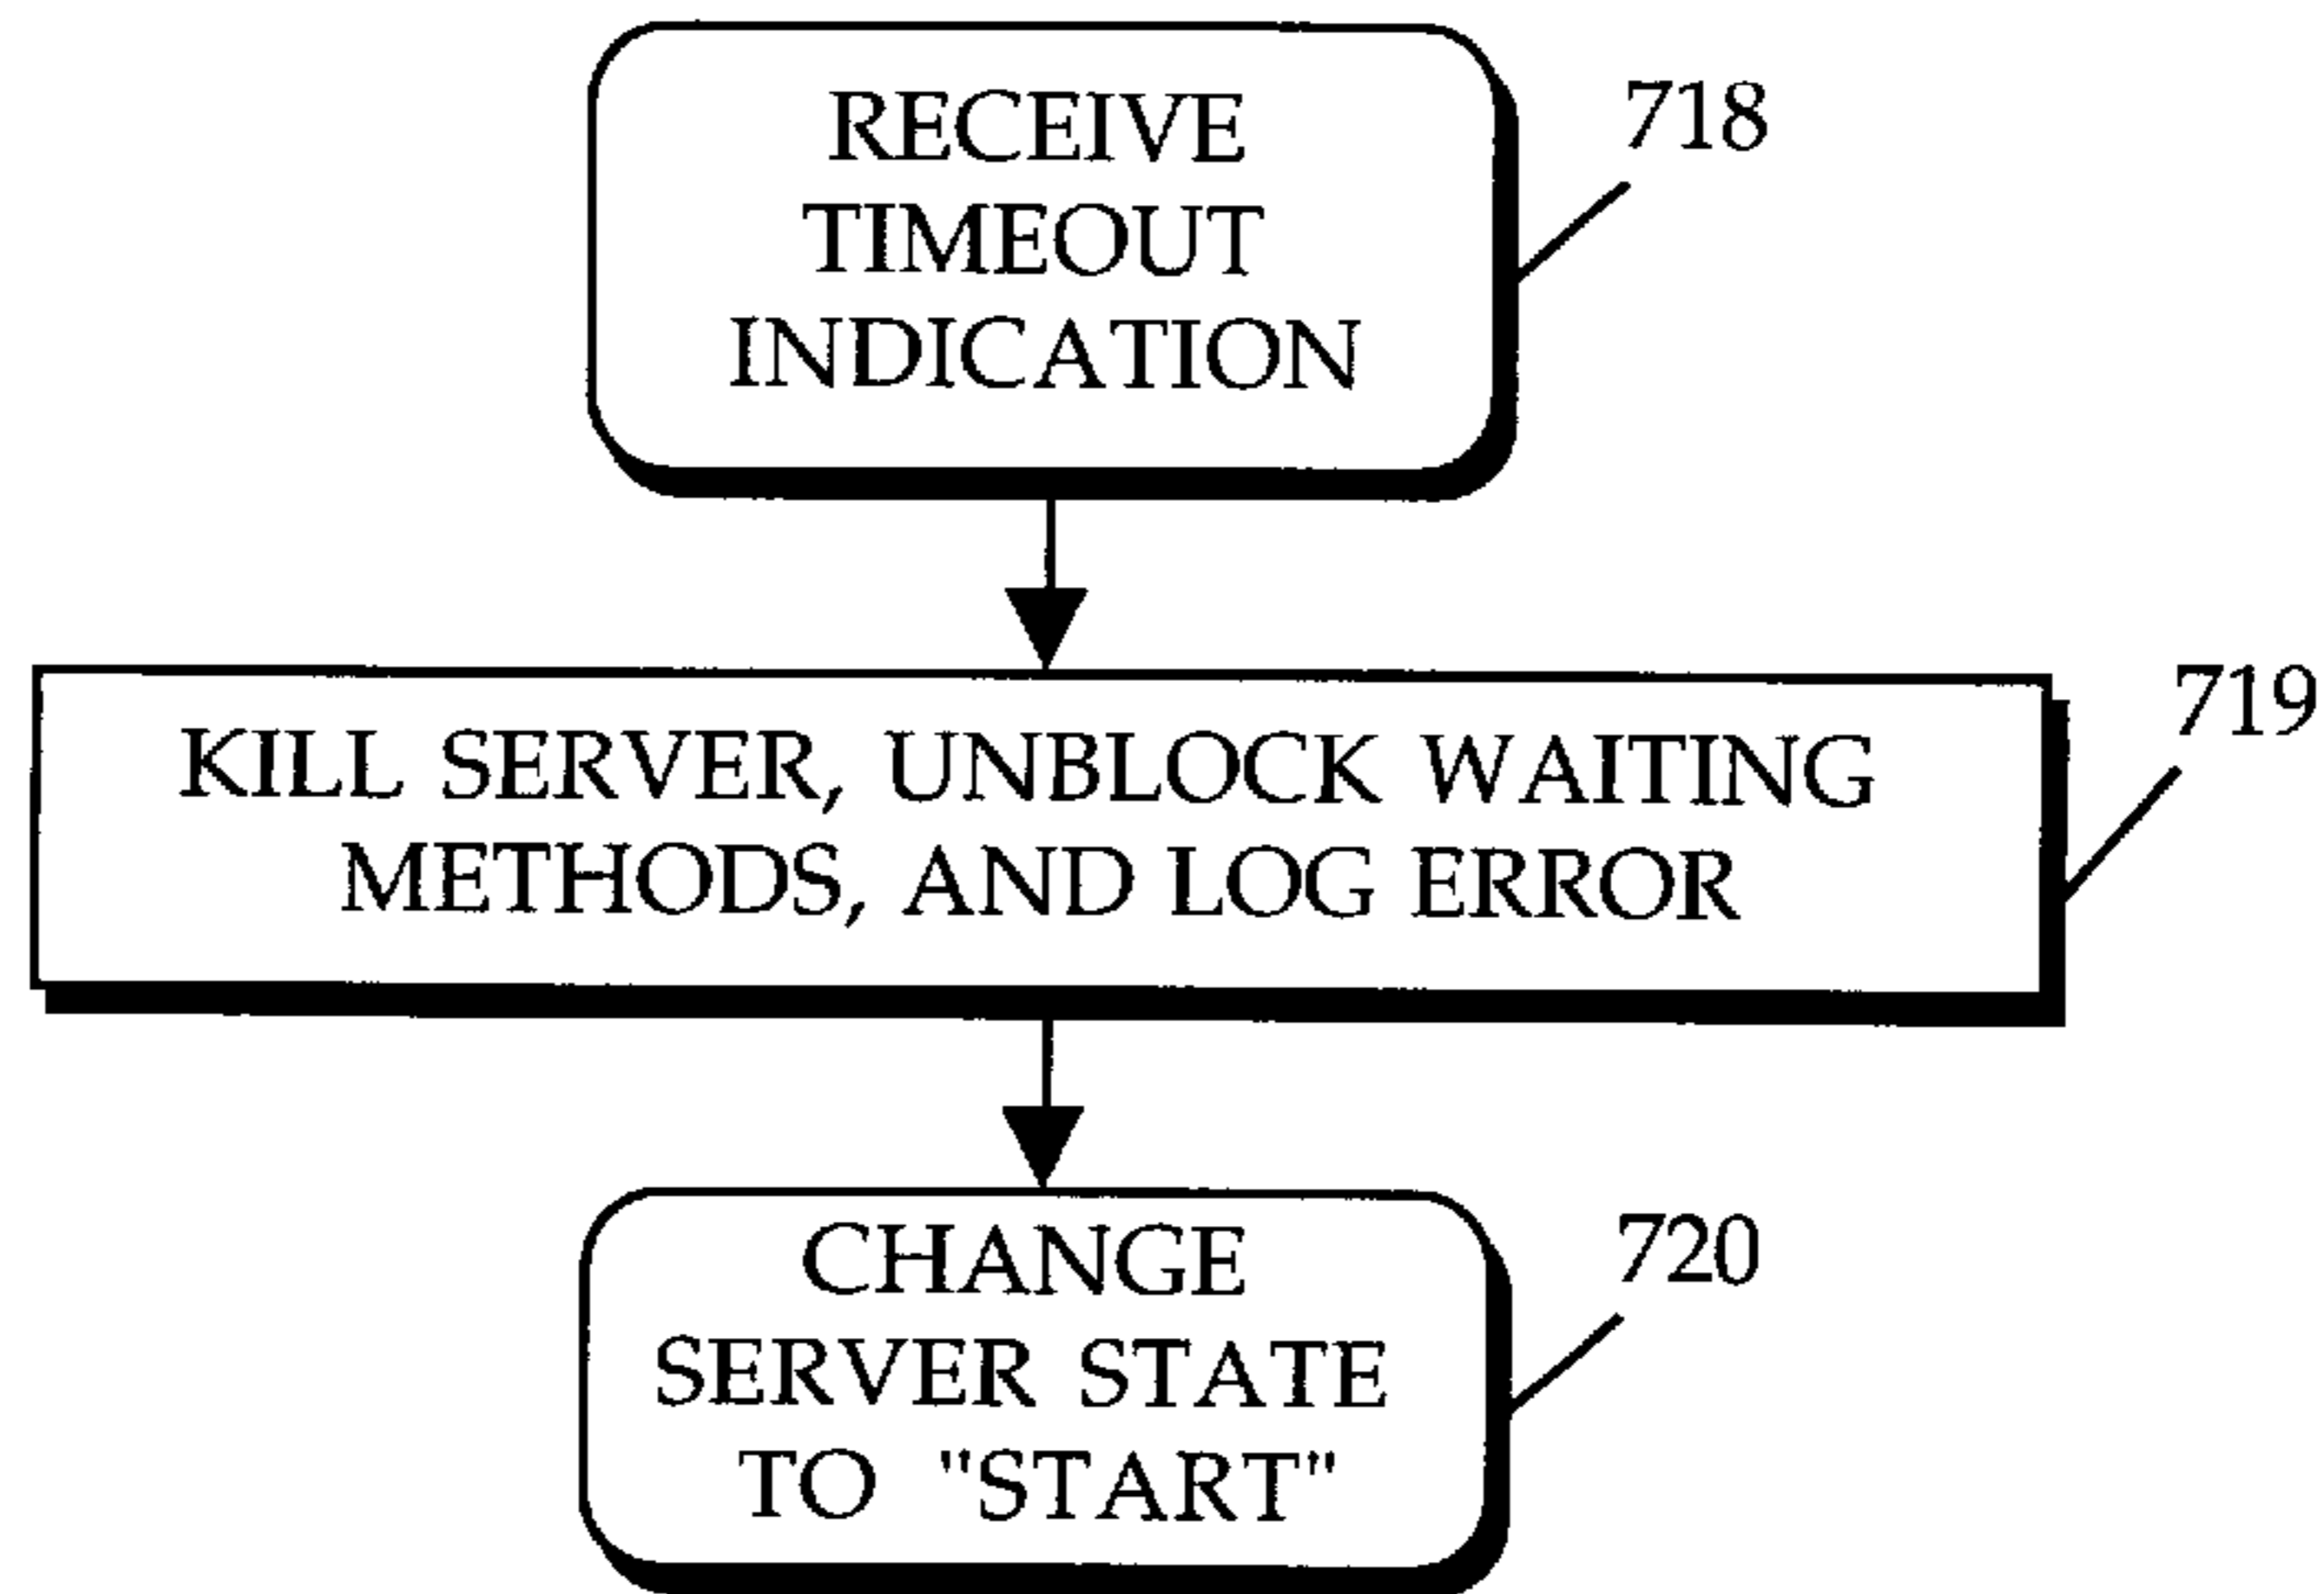 RECEIVE
TIMEOUT
INDICATION
718
KILL SERVER, UNBLOCK WAITING
METHODS, AND LOG ERROR
719
CHANGE
SERVER STATE
TO "START"
720